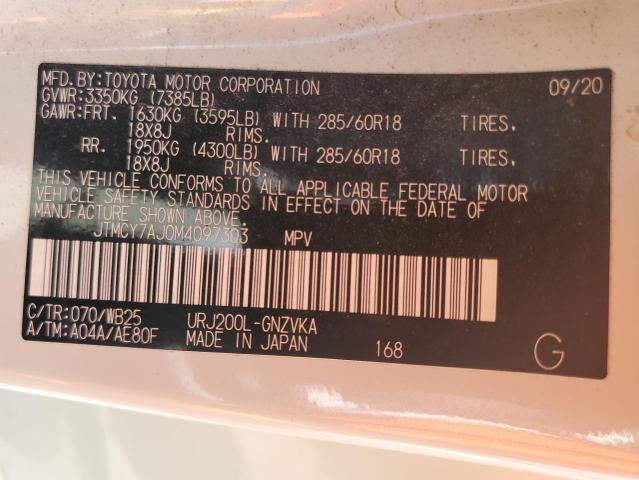 MFD. BY: TOYOTA MOTOR CORPORATION 09/20
GVWR: 3350KG (7385LB)
GAWR: FRT. 1630KG (3595LB) WITH 285/60R18 TIRES,
18X8J RIMS.
RR. 1950KG (4300LB) WITH 285/60R18 TIRES,
18X8J RIMS.
THIS VEHICLE CONFORMS TO ALL APPLICABLE FEDERAL MOTOR
VEHICLE SAFETY STANDARDS IN EFFECT ON THE DATE OF
MANUFACTURE SHOWN ABOVE.
JTMCY7AJ0M4097303 MPV
C/TR: 070/WB25 URJ200L-GNZVKA
A/TM: A04A/AE80F MADE IN JAPAN 168 G